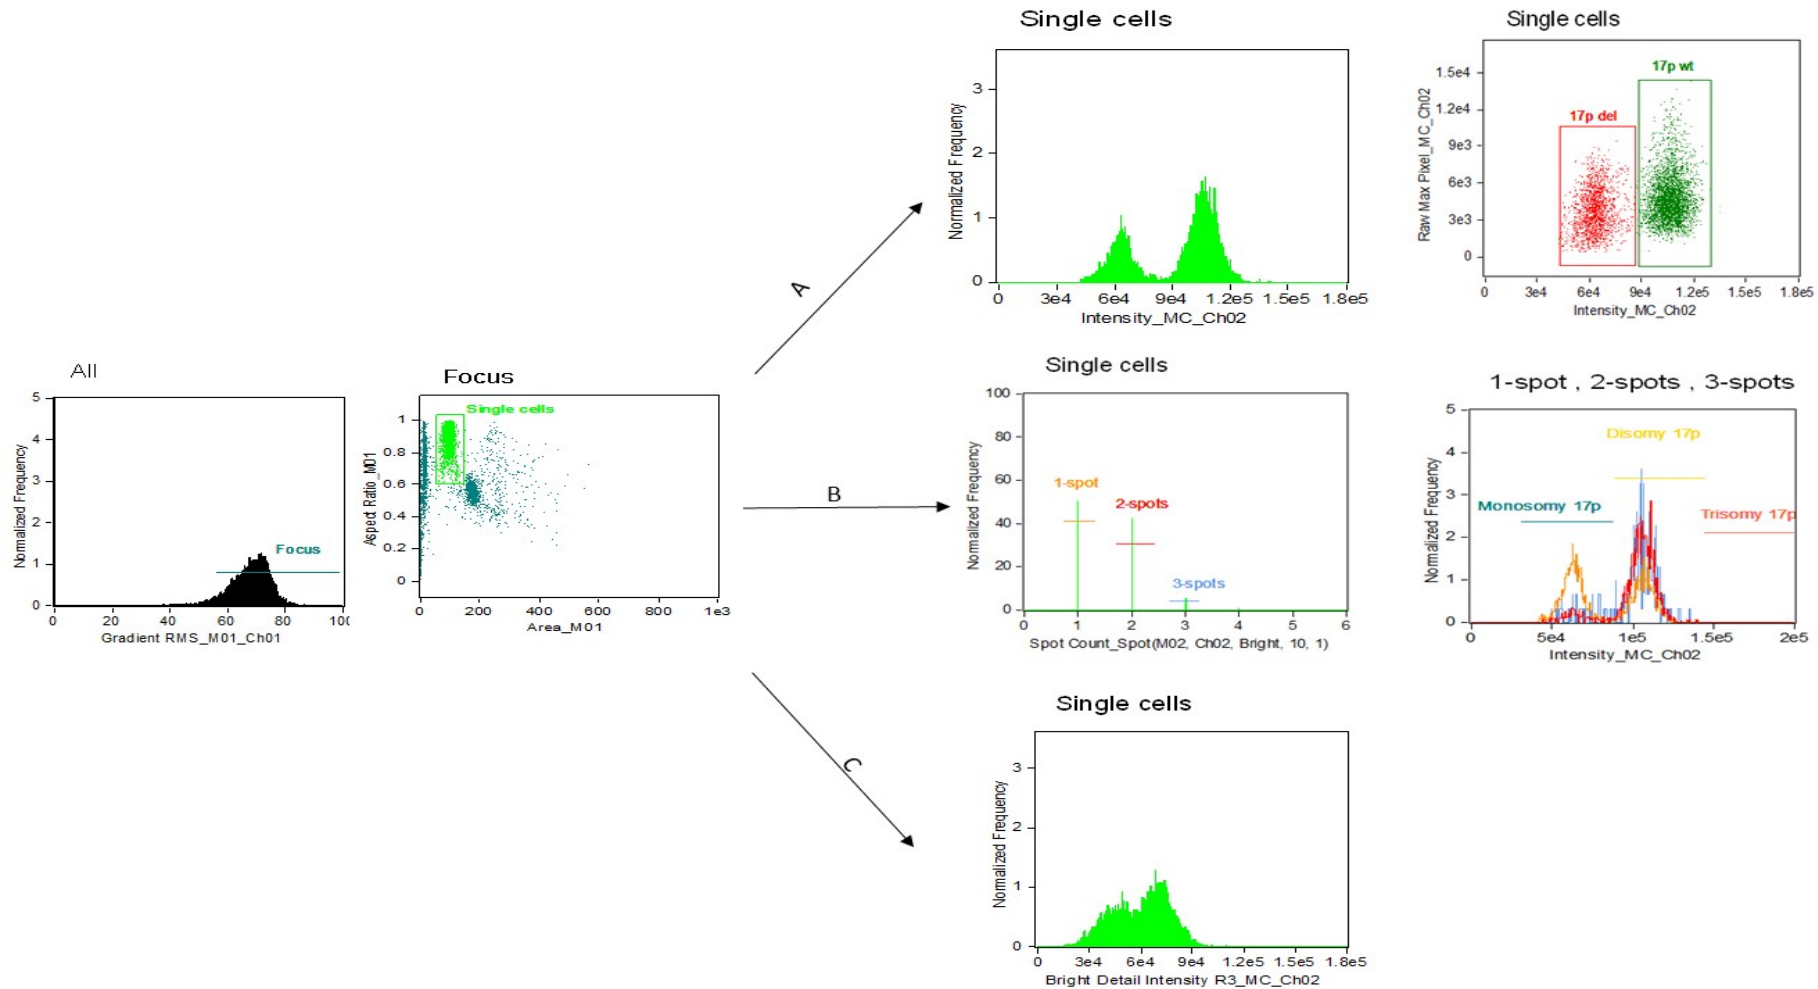 Single cells
Normalized Frequency
3
2
1
0
0 3e4 6e4 9e4 1.2e5 1.5e5 1.8e5
Intensity_MC_Ch02
Single cells
Raw Max Pixel_MC_Ch02
1.5e4
1.2e4
9e3
6e3
3e3
0
17p wt
17p del
0 3e4 6e4 9e4 1.2e5 1.5e5 1.8e5
Intensity_MC_Ch02
A
All
Normalized Frequency
5
4
3
2
1
0
Focus
0 20 40 60 80
Gradient RMS_M01_Ch01
Focus
Aspect Ratio_M01
1
0.8
0.6
0.4
0.2
0
Single cells
0 200 400 600 800 1e3
Area_M01
B
Single cells
Normalized Frequency
100
80
60
40
20
0
1-spot
2-spots
3-spots
0 1 2 3 4 5 6
Spot Count_Spot(M02, Ch02, Bright, 10, 1)
1-spot , 2-spots , 3-spots
Normalized Frequency
5
4
3
2
1
0
Disomy 17p
Monosomy 17p
Trisomy 17p
0 5e4 1e5 1.5e5 2e5
Intensity_MC_Ch02
C
Single cells
Normalized Frequency
3
2
1
0
0 3e4 6e4 9e4 1.2e5 1.5e5 1.8e5
Bright Detail Intensity R3_MC_Ch02